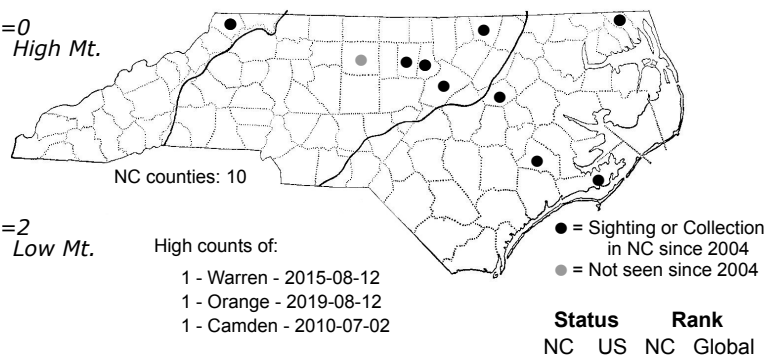 =0
High Mt.
NC counties: 10
=2
Low Mt.
High counts of:
1 - Warren - 2015-08-12
1 - Orange - 2019-08-12
1 - Camden - 2010-07-02
= Sighting or Collection
in NC since 2004
= Not seen since 2004
Status Rank
NC US NC Global